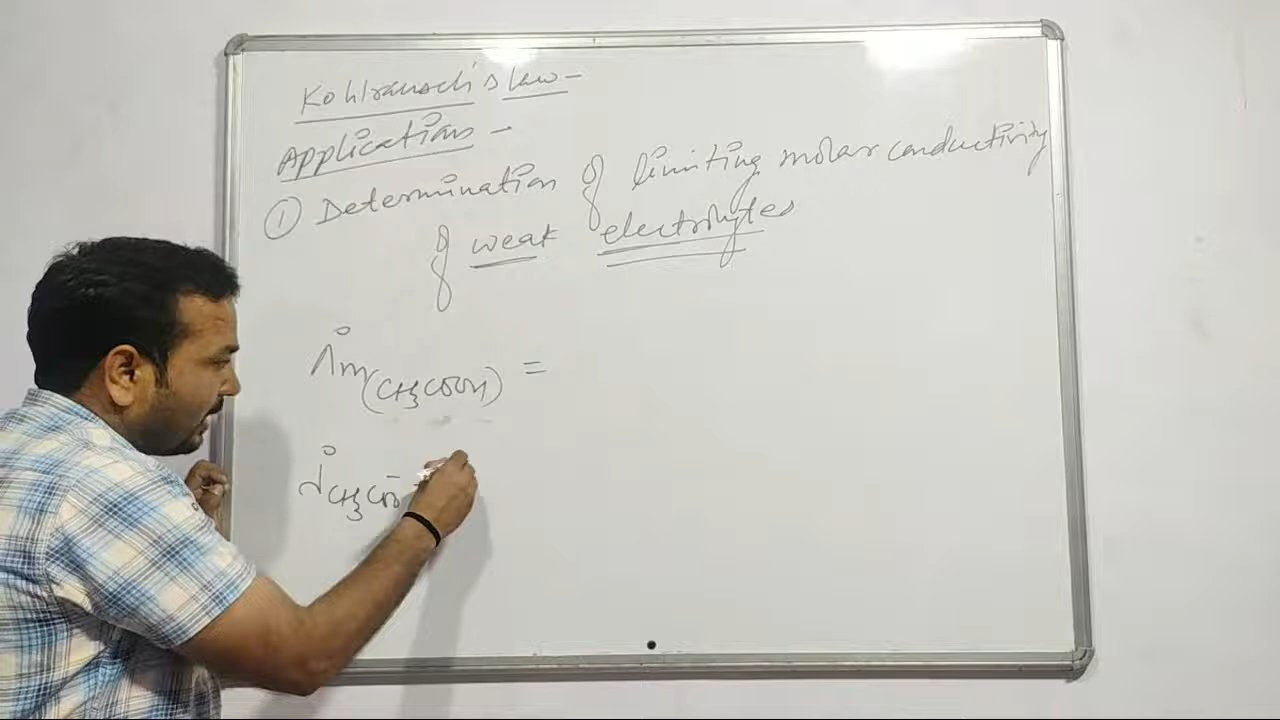 Kohlrausch's law-
Application -
① Determination of limiting molar conductivity
of weak electrolytes
Λ°m(CH₃COOH) =
λ°CH₃COO⁻